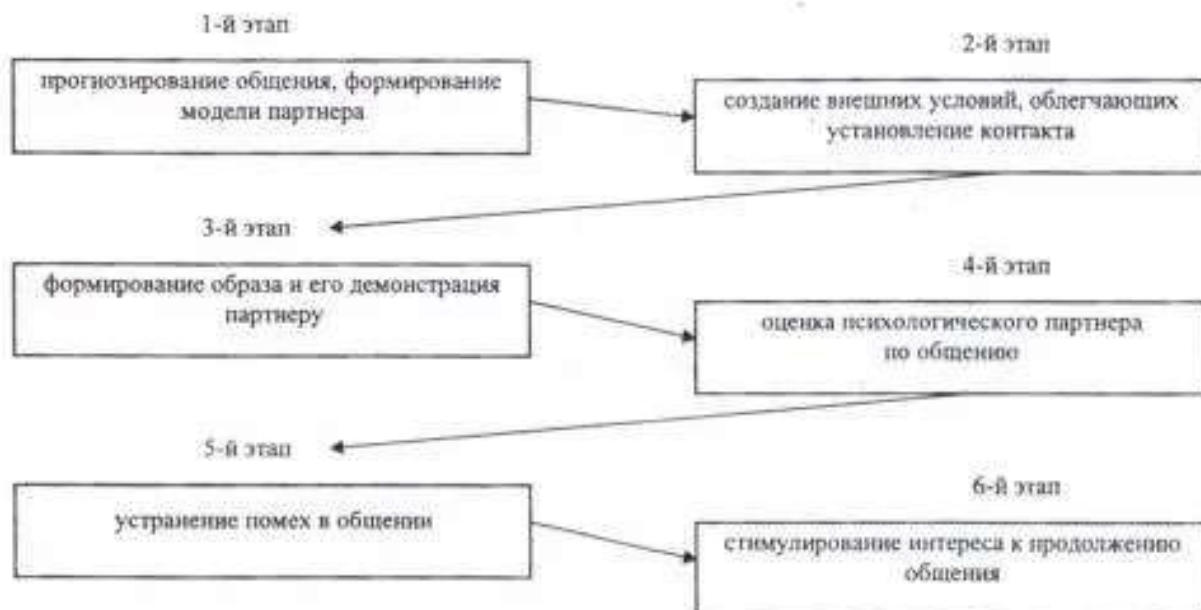 1-й этап
прогнозирование общения, формирование
модели партнера
2-й этап
создание внешних условий, облегчающих
установление контакта
3-й этап
формирование образа и его демонстрация
партнеру
4-й этап
оценка психологического партнера
по общению
5-й этап
устранение помех в общении
6-й этап
стимулирование интереса к продолжению
общения